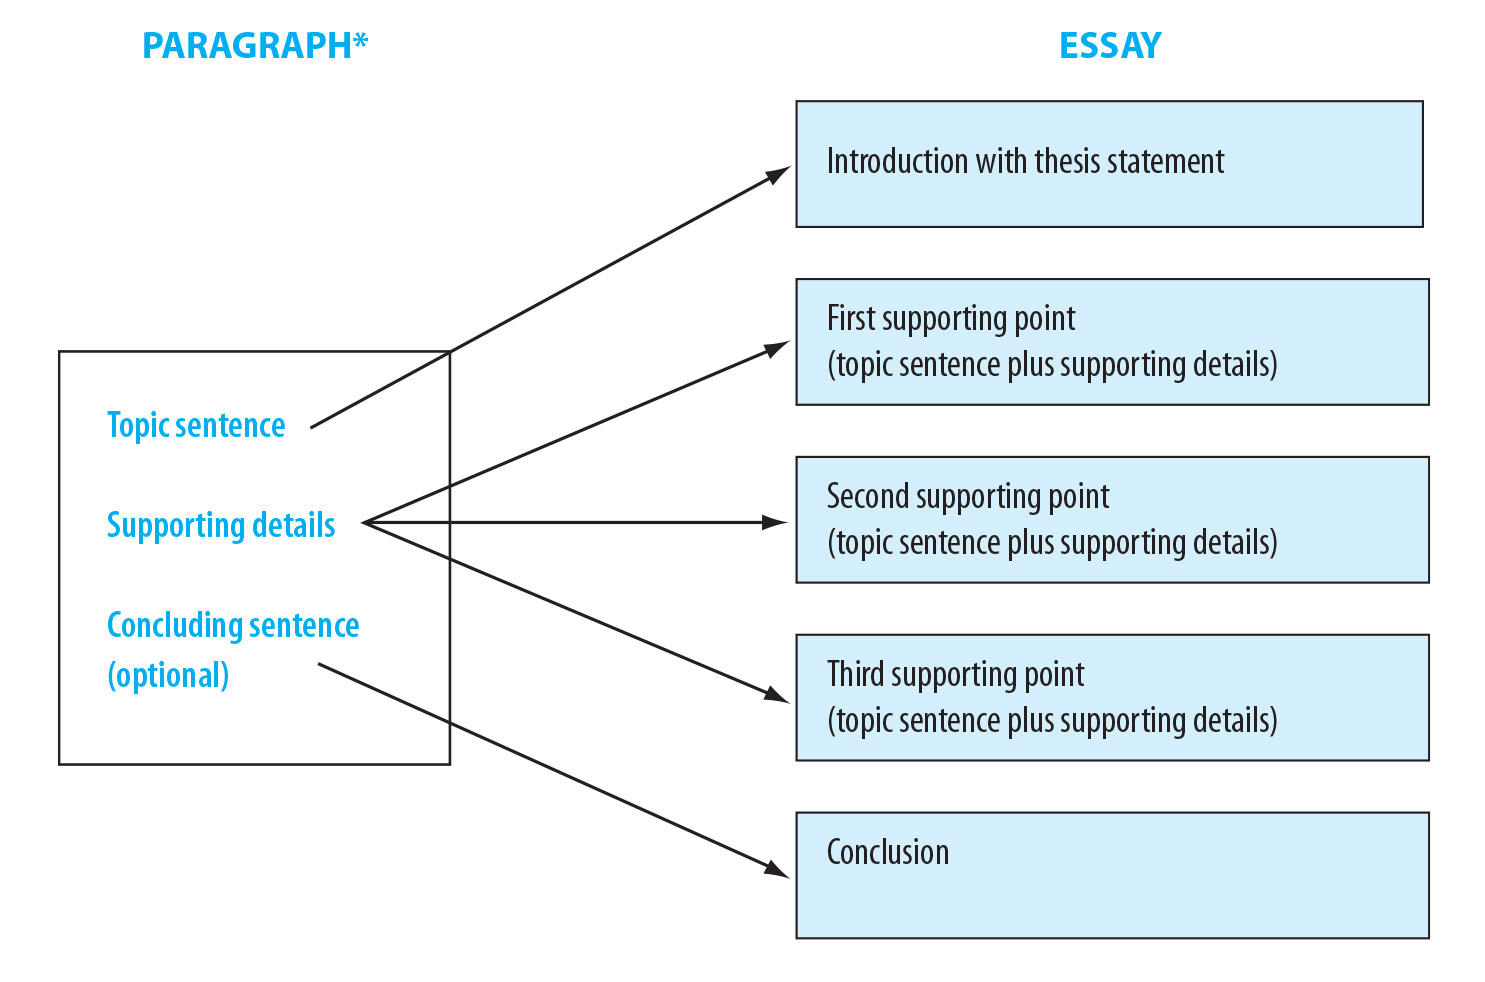 PARAGRAPH*
Topic sentence
Supporting details
Concluding sentence
(optional)
ESSAY
Introduction with thesis statement
First supporting point
(topic sentence plus supporting details)
Second supporting point
(topic sentence plus supporting details)
Third supporting point
(topic sentence plus supporting details)
Conclusion